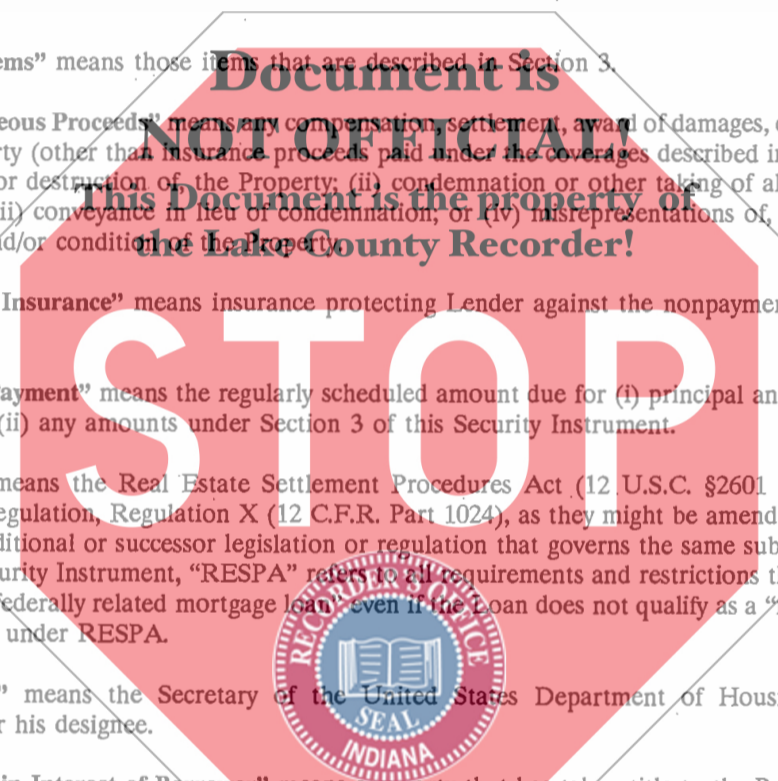 ems” means those items that are described in Section 3.
Document is
eous Proceeds” means any compensation, settlement, award of damages,
NOT OFFICIAL!
rty (other than insurance proceeds paid under the coverages described in
or destruction of the Property; (ii) condemnation or other taking of al
This Document is the property of
ii) conveyance in lieu of condemnation; or (iv) misrepresentations of,
nd/or condition of the Property.
the Lake County Recorder!
Insurance” means insurance protecting Lender against the nonpaymen
STOP
ayment” means the regularly scheduled amount due for (i) principal an
(ii) any amounts under Section 3 of this Security Instrument.
means the Real Estate Settlement Procedures Act (12 U.S.C. §2601
egulation, Regulation X (12 C.F.R. Part 1024), as they might be amend
ditional or successor legislation or regulation that governs the same sub
urity Instrument, “RESPA” refers to all requirements and restrictions t
federally related mortgage loan” even if the Loan does not qualify as a “
under RESPA.
RECORDER'S OFFICE
” means the Secretary of the United States Department of Housi
SEAL
r his designee.
INDIANA
in Interest of Borrower” means